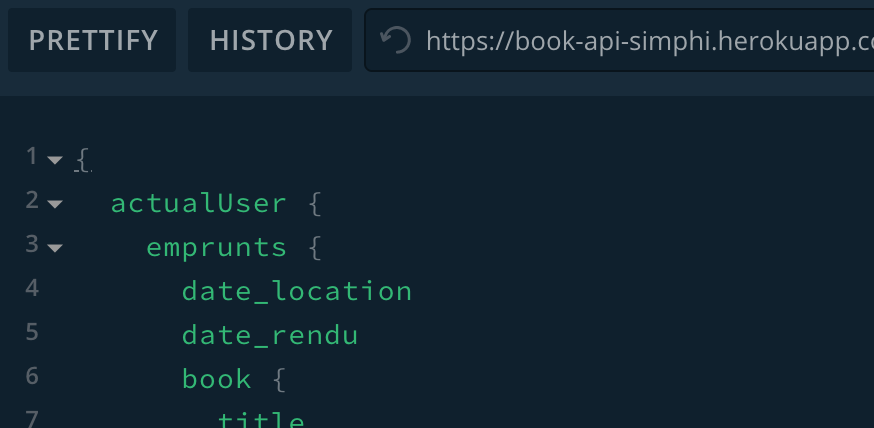 PRETTIFY HISTORY https://book-api-simphi.herokuapp.c
1 {
2 actualUser {
3 emprunts {
4 date_location
5 date_rendu
6 book {
7 title